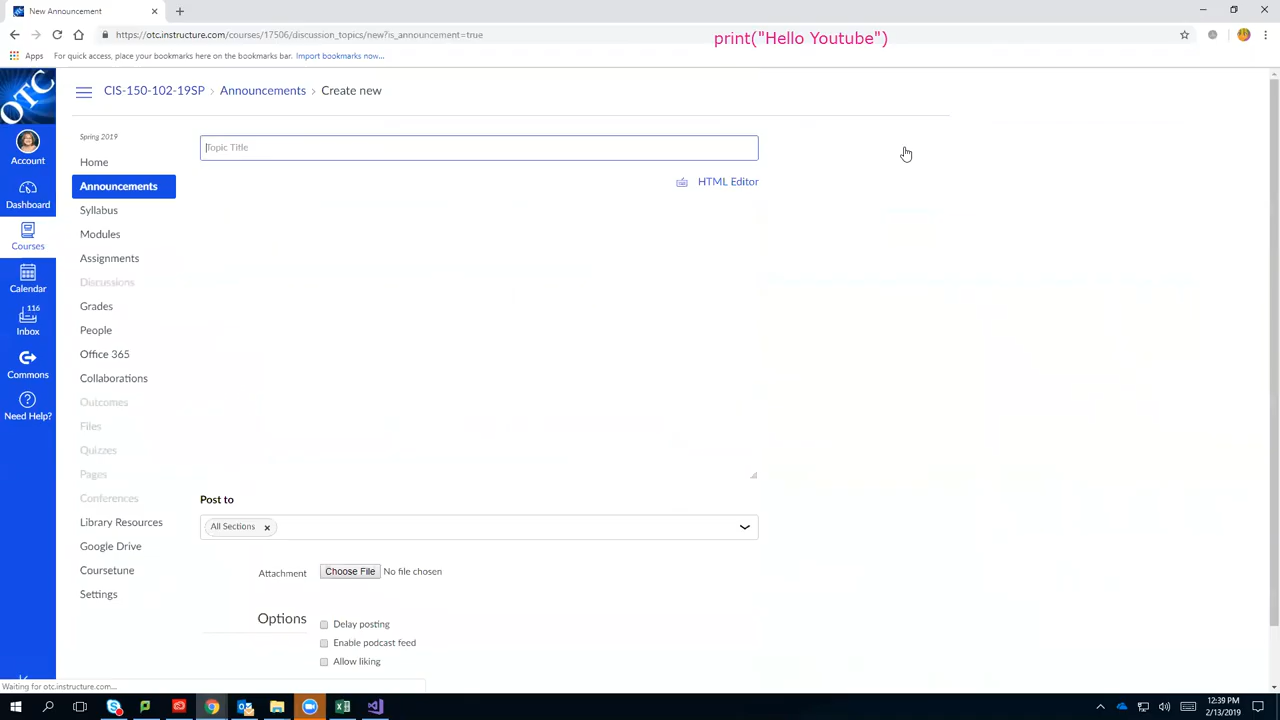 New Announcement
https://otc.instructure.com/courses/17506/discussion_topics/new?is_announcement=true
print("Hello Youtube")
Apps For quick access, place your bookmarks here on the bookmarks bar. Import bookmarks now...
OTC
CIS-150-102-19SP > Announcements > Create new
Spring 2019
Topic Title
Account
Home
HTML Editor
Announcements
Dashboard
Syllabus
Modules
Courses
Assignments
Discussions
Calendar
Grades
116
Inbox
People
Office 365
Commons
Collaborations
Outcomes
Need Help?
Files
Quizzes
Pages
Conferences
Post to
Library Resources
All Sections x
Google Drive
Coursetune
Attachment Choose File No file chosen
Settings
Options
Delay posting
Enable podcast feed
Allow liking
Waiting for otc.instructure.com...
12:39 PM
2/13/2019